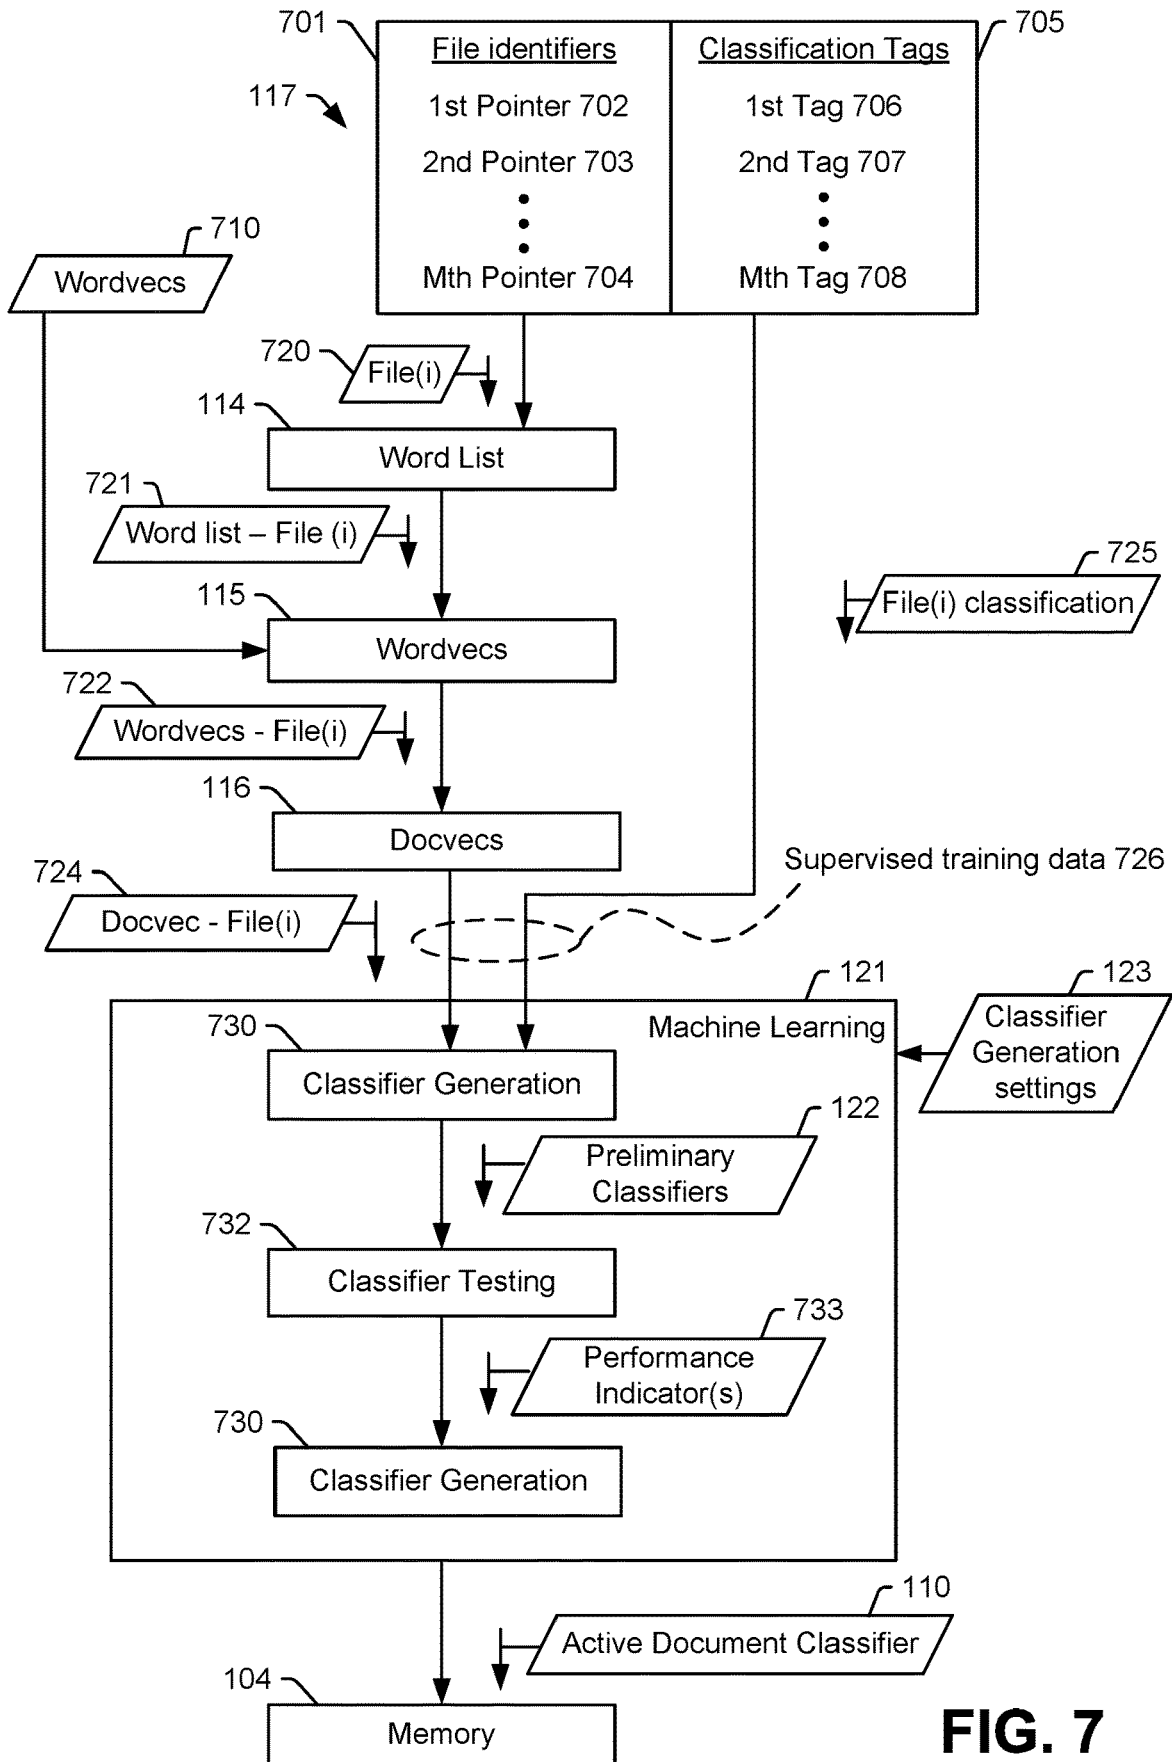 701
705
File identifiers
Classification Tags
117
1st Pointer 702
1st Tag 706
2nd Pointer 703
2nd Tag 707
710
Wordvecs
Mth Pointer 704
Mth Tag 708
720
File(i)
114
Word List
721
Word list – File (i)
725
File(i) classification
115
Wordvecs
722
Wordvecs - File(i)
116
Docvecs
Supervised training data 726
724
Docvec - File(i)
121
123
Machine Learning
Classifier
Generation
settings
730
Classifier Generation
122
Preliminary
Classifiers
732
Classifier Testing
733
Performance
Indicator(s)
730
Classifier Generation
110
Active Document Classifier
104
Memory
FIG. 7